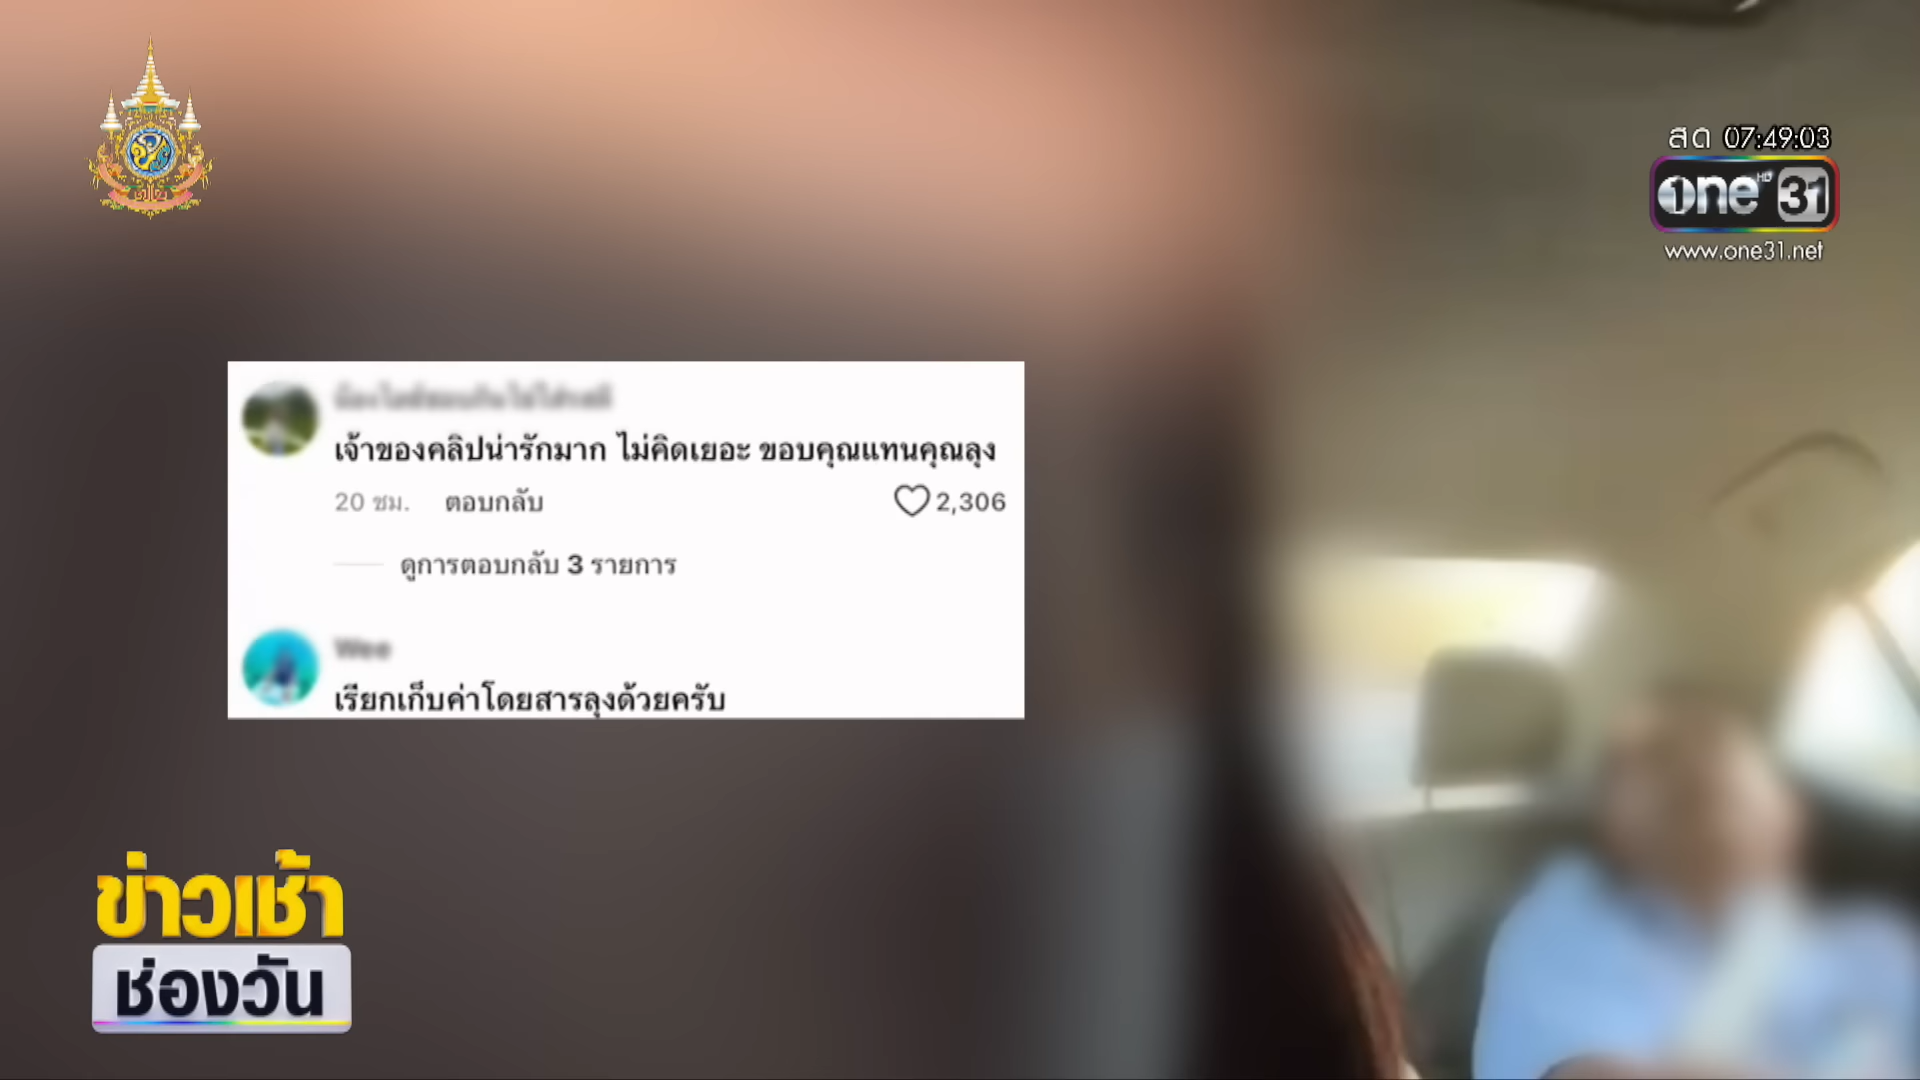 สด 07:49:03
one HD 31
www.one31.net
เจ้าของคลิปน่ารักมาก ไม่คิดเยอะ ขอบคุณแทนคุณลุง
20 ชม. ตอบกลับ 2,306
ดูการตอบกลับ 3 รายการ
Wee
เรียกเก็บค่าโดยสารลุงด้วยครับ
ข่าวเช้า
ช่องวัน